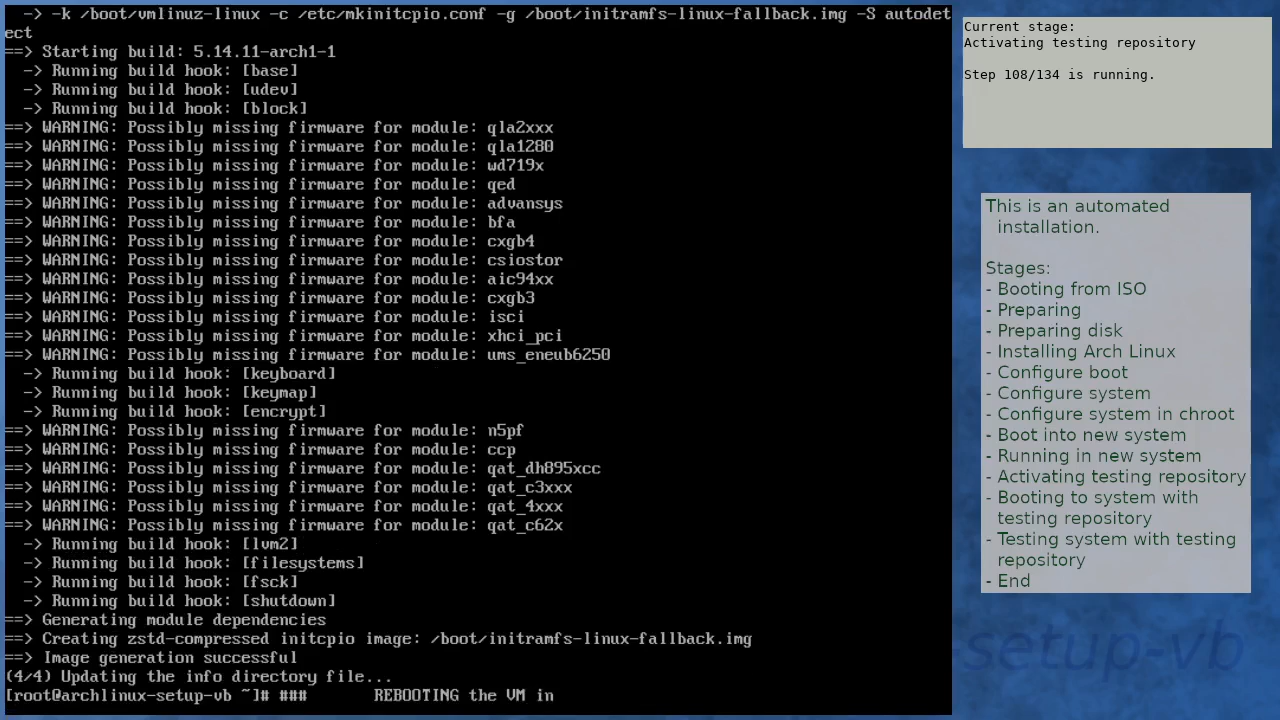 -> -k /boot/vmlinuz-linux -c /etc/mkinitcpio.conf -g /boot/initramfs-linux-fallback.img -S autodet
ect
==> Starting build: 5.14.11-arch1-1
  -> Running build hook: [base]
  -> Running build hook: [udev]
  -> Running build hook: [block]
==> WARNING: Possibly missing firmware for module: qla2xxx
==> WARNING: Possibly missing firmware for module: qla1280
==> WARNING: Possibly missing firmware for module: wd719x
==> WARNING: Possibly missing firmware for module: qed
==> WARNING: Possibly missing firmware for module: advansys
==> WARNING: Possibly missing firmware for module: bfa
==> WARNING: Possibly missing firmware for module: cxgb4
==> WARNING: Possibly missing firmware for module: csiostor
==> WARNING: Possibly missing firmware for module: aic94xx
==> WARNING: Possibly missing firmware for module: cxgb3
==> WARNING: Possibly missing firmware for module: isci
==> WARNING: Possibly missing firmware for module: xhci_pci
==> WARNING: Possibly missing firmware for module: ums_eneub6250
  -> Running build hook: [keyboard]
  -> Running build hook: [keymap]
  -> Running build hook: [encrypt]
==> WARNING: Possibly missing firmware for module: n5pf
==> WARNING: Possibly missing firmware for module: ccp
==> WARNING: Possibly missing firmware for module: qat_dh895xcc
==> WARNING: Possibly missing firmware for module: qat_c3xxx
==> WARNING: Possibly missing firmware for module: qat_4xxx
==> WARNING: Possibly missing firmware for module: qat_c62x
  -> Running build hook: [lvm2]
  -> Running build hook: [filesystems]
  -> Running build hook: [fsck]
  -> Running build hook: [shutdown]
==> Generating module dependencies
==> Creating zstd-compressed initcpio image: /boot/initramfs-linux-fallback.img
==> Image generation successful
(4/4) Updating the info directory file...
[root@archlinux-setup-vb ~]# ###       REBOOTING the VM in
Current stage:
Activating testing repository
Step 108/134 is running.
This is an automated
installation.
Stages:
- Booting from ISO
- Preparing
- Preparing disk
- Installing Arch Linux
- Configure boot
- Configure system
- Configure system in chroot
- Boot into new system
- Running in new system
- Activating testing repository
- Booting to system with
testing repository
- Testing system with testing
repository
- End
-setup-vb